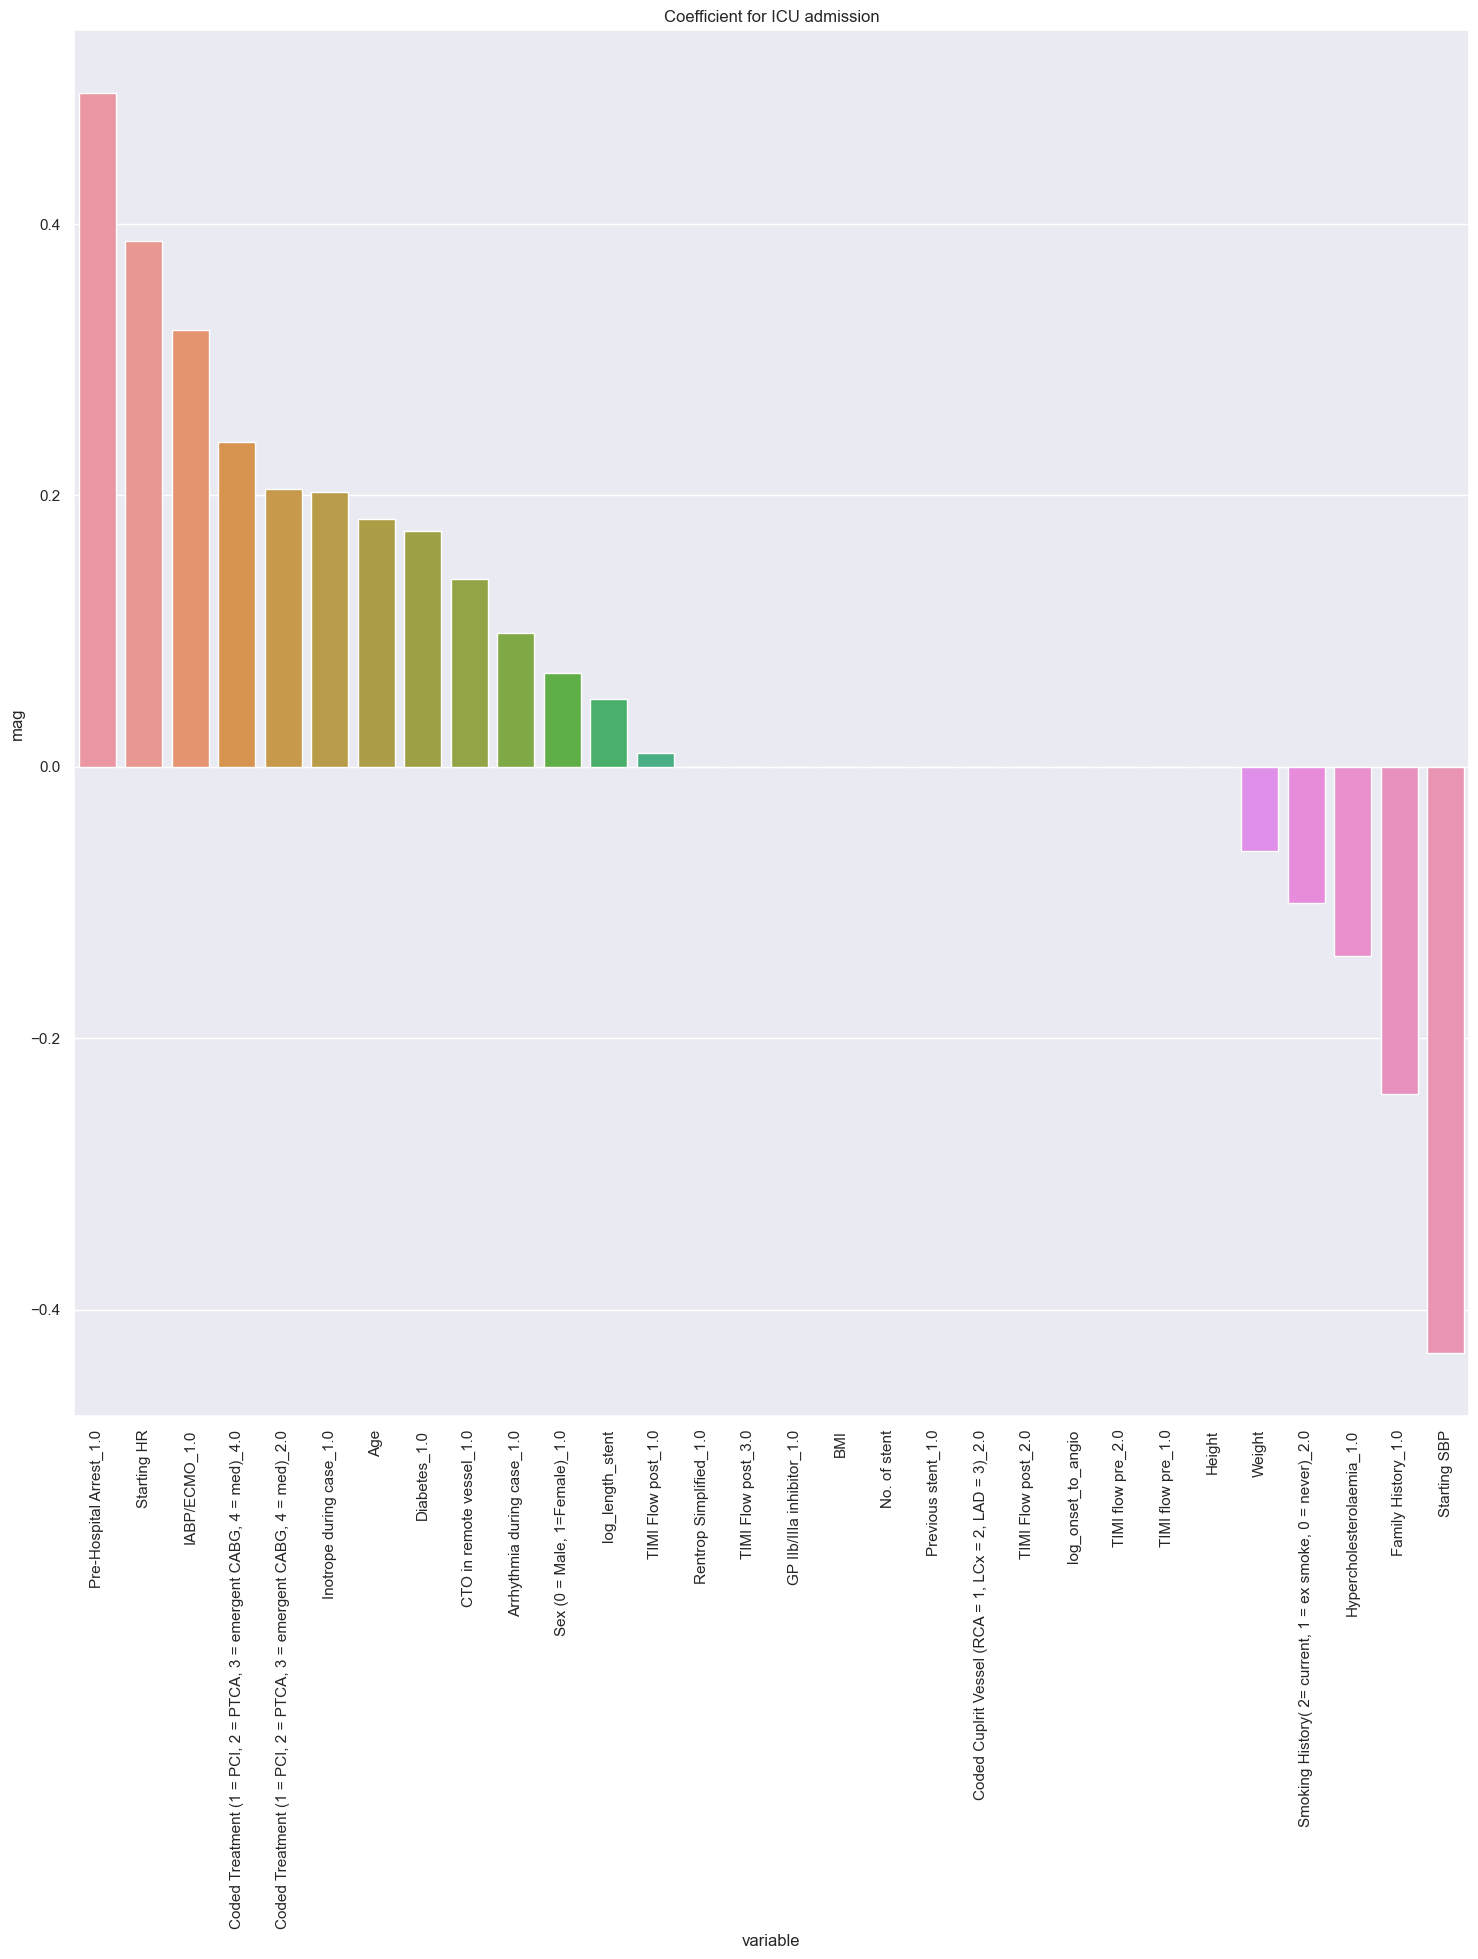 Coefficient for ICU admission
0.4
0.2
0.0
−0.2
−0.4
mag
Pre-Hospital Arrest_1.0
Starting HR
IABP/ECMO_1.0
Coded Treatment (1 = PCI, 2 = PTCA, 3 = emergent CABG, 4 = med)_4.0
Coded Treatment (1 = PCI, 2 = PTCA, 3 = emergent CABG, 4 = med)_2.0
Inotrope during case_1.0
Age
Diabetes_1.0
CTO in remote vessel_1.0
Arrhythmia during case_1.0
Sex (0 = Male, 1=Female)_1.0
log_length_stent
TIMI Flow post_1.0
Rentrop Simplified_1.0
TIMI Flow post_3.0
GP IIb/IIIa inhibitor_1.0
BMI
No. of stent
Previous stent_1.0
Coded Cuplrit Vessel (RCA = 1, LCx = 2, LAD = 3)_2.0
TIMI Flow post_2.0
log_onset_to_angio
TIMI flow pre_2.0
TIMI flow pre_1.0
Height
Weight
Smoking History( 2= current, 1 = ex smoke, 0 = never)_2.0
Hypercholesterolaemia_1.0
Family History_1.0
Starting SBP
variable